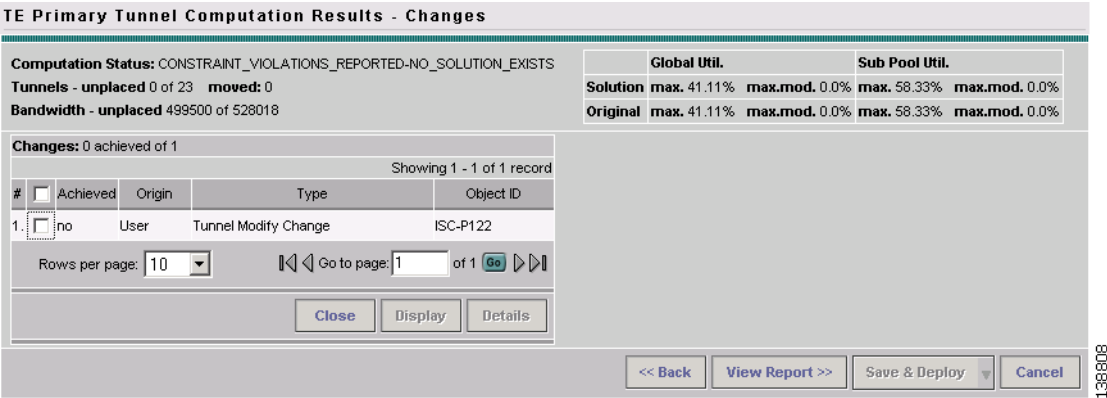 TE Primary Tunnel Computation Results - Changes
Computation Status: CONSTRAINT_VIOLATIONS_REPORTED-NO_SOLUTION_EXISTS
Tunnels - unplaced 0 of 23 moved: 0
Bandwidth - unplaced 499500 of 528018
Global Util. Sub Pool Util.
Solution max. 41.11% max.mod. 0.0% max. 58.33% max.mod. 0.0%
Original max. 41.11% max.mod. 0.0% max. 58.33% max.mod. 0.0%
Changes: 0 achieved of 1
Showing 1 - 1 of 1 record
# Achieved Origin Type Object ID
1. no User Tunnel Modify Change ISC-P122
Rows per page: 10 Go to page: 1 of 1 Go
Close Display Details
<< Back View Report >> Save & Deploy Cancel
138808